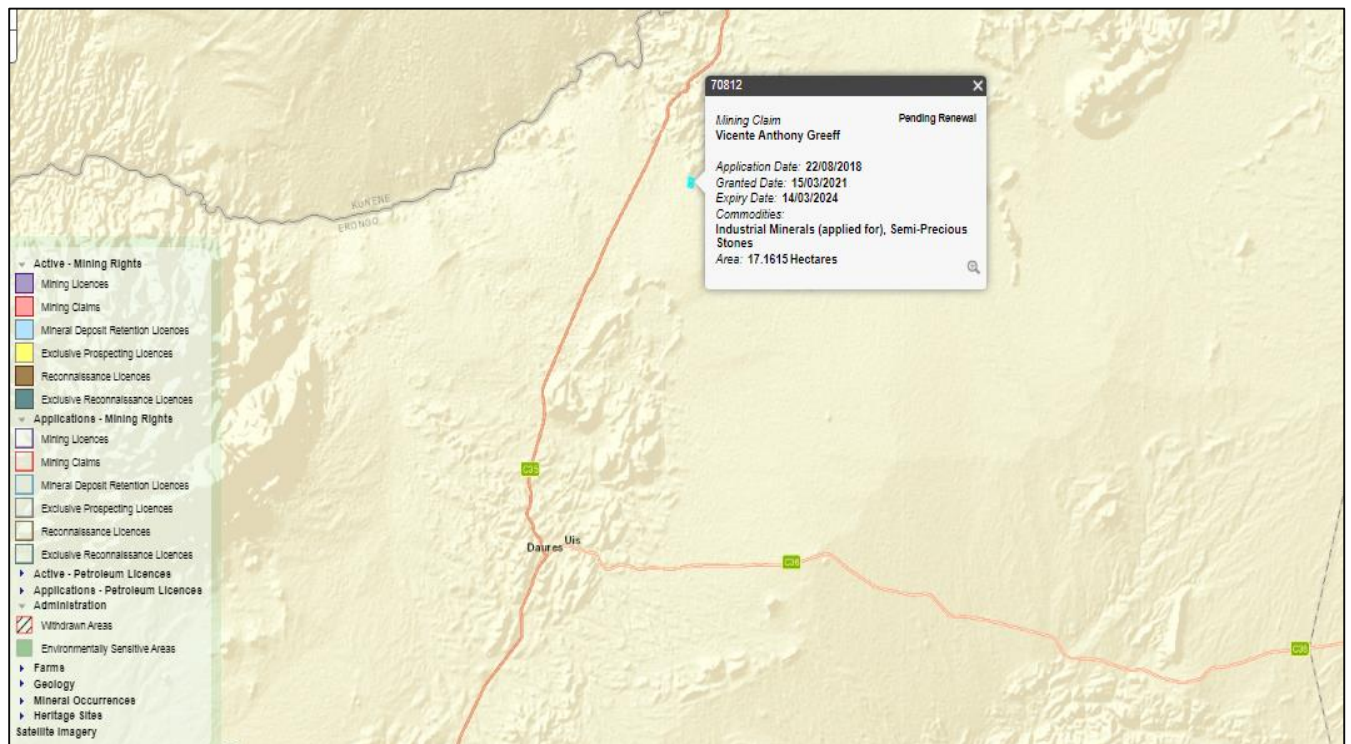 70812
Mining Claim
Pending Renewal
Vicente Anthony Greeff
Application Date: 22/08/2018
Granted Date: 15/03/2021
Expiry Date: 14/03/2024
Commodities:
Industrial Minerals (applied for), Semi-Precious
Stones
Area: 17.1615 Hectares
KUNENE
ERONGO
Active - Mining Rights
Mining Licences
Mining Claims
Mineral Deposit Retention Licences
Exclusive Prospecting Licences
Reconnaissance Licences
Exclusive Reconnaissance Licences
Applications - Mining Rights
Mining Licences
Mining Claims
Mineral Deposit Retention Licences
Exclusive Prospecting Licences
Reconnaissance Licences
Exclusive Reconnaissance Licences
Active - Petroleum Licences
Applications - Petroleum Licences
Administration
Withdrawn Areas
Environmentally Sensitive Areas
Farms
Geology
Mineral Occurrences
Heritage Sites
Satellite Imagery
C35
Daures
Uis
C36
C36